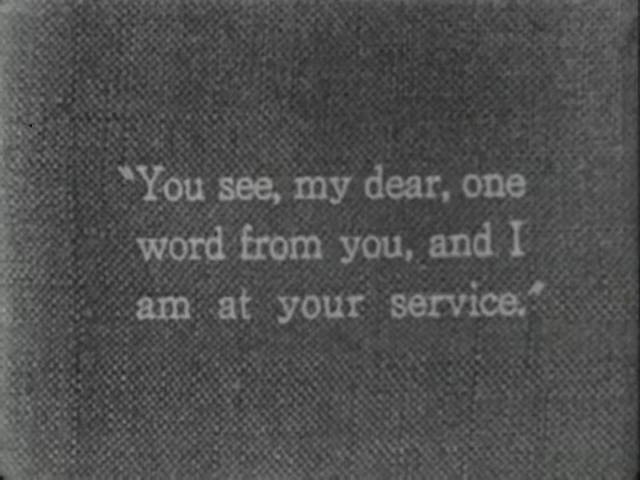 "You see, my dear, one
word from you, and I
am at your service."